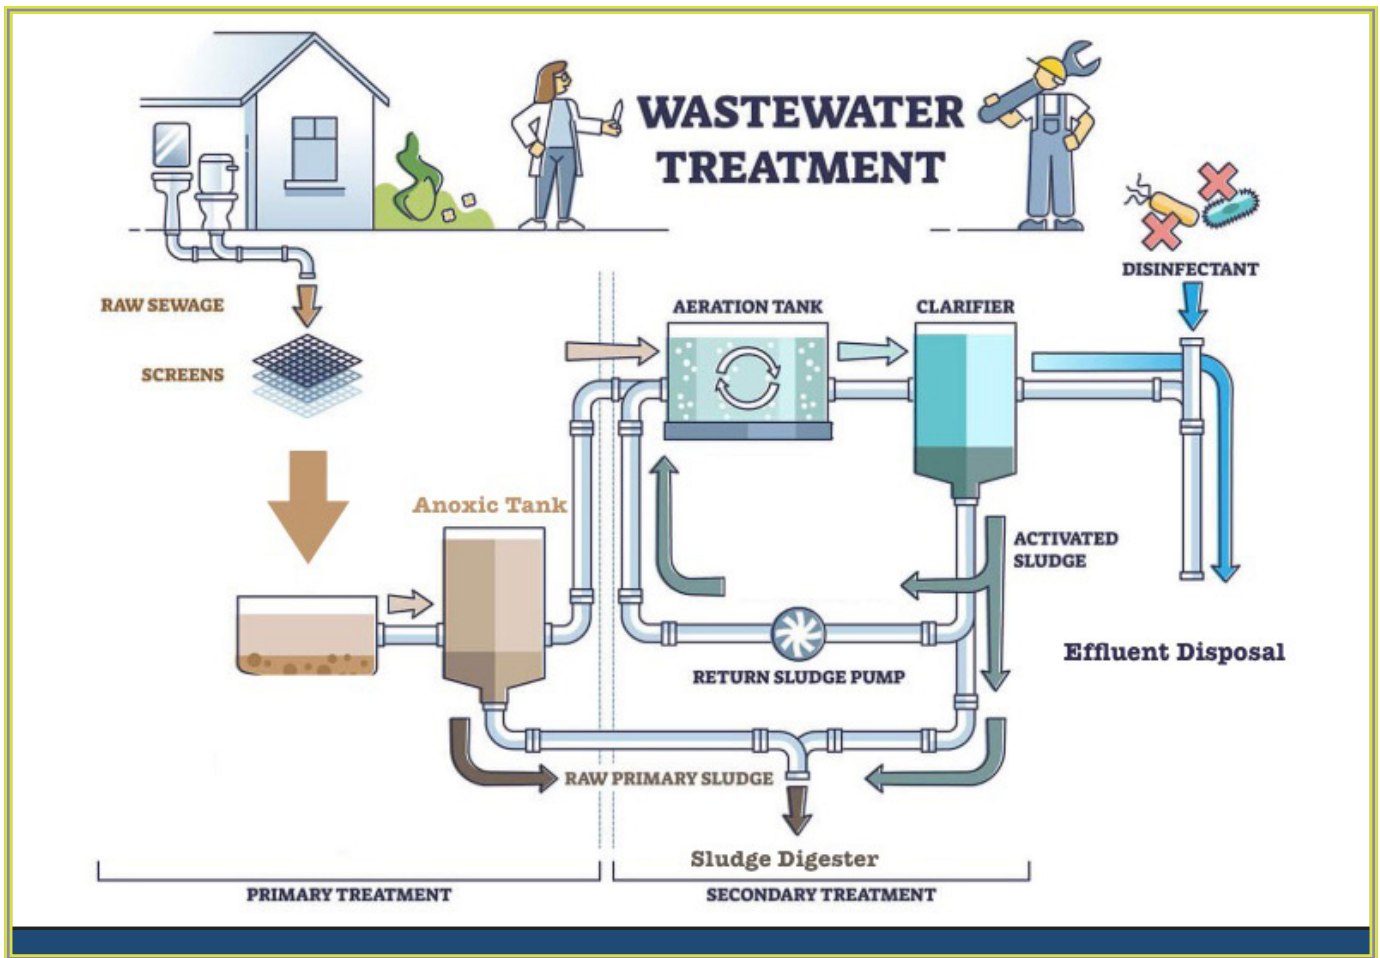 WASTEWATER
TREATMENT
DISINFECTANT
RAW SEWAGE
AERATION TANK
CLARIFIER
SCREENS
Anoxic Tank
ACTIVATED
SLUDGE
Effluent Disposal
RETURN SLUDGE PUMP
RAW PRIMARY SLUDGE
Sludge Digester
PRIMARY TREATMENT
SECONDARY TREATMENT